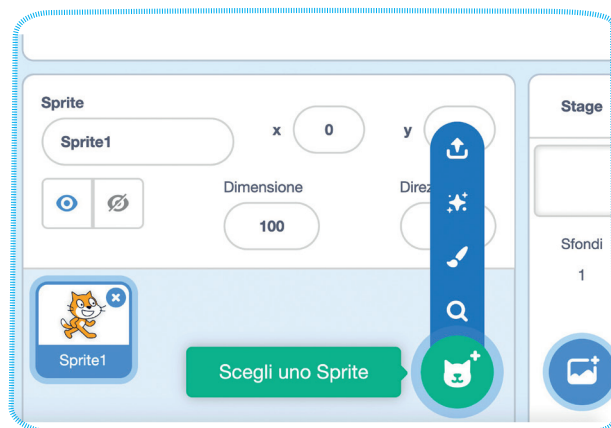 Sprite
Sprite1
x 0
y
Stage
Dimensione
100
Direz
Sfondi
1
Sprite1
Scegli uno Sprite